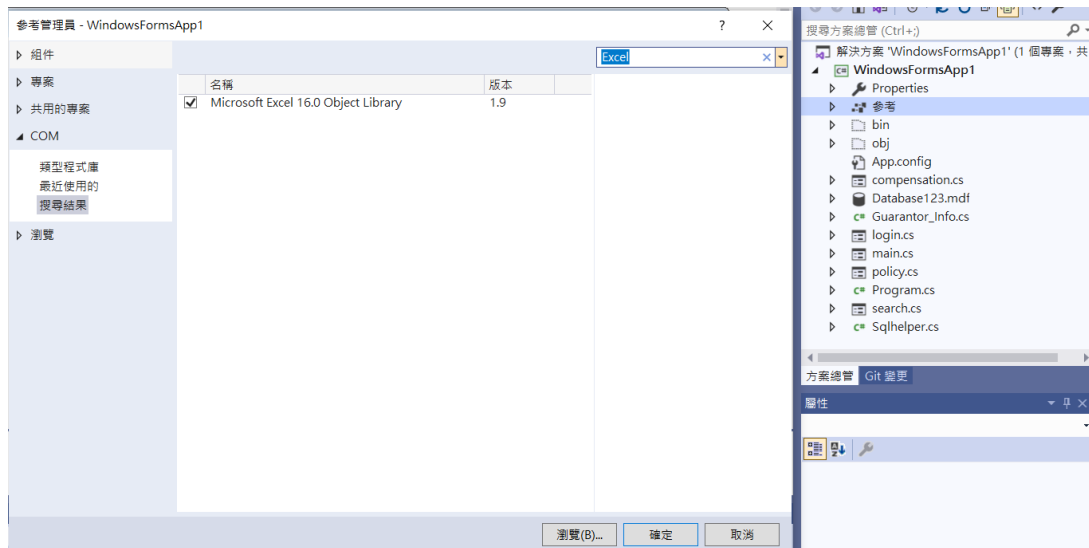 參考管理員 - WindowsFormsApp1
? ×
組件
專案
共用的專案
COM
類型程式庫
最近使用的
搜尋結果
瀏覽
Excel
名稱 版本
Microsoft Excel 16.0 Object Library 1.9
瀏覽(B)... 確定 取消
搜尋方案總管 (Ctrl+;)
解決方案 'WindowsFormsApp1' (1 個專案，共
C# WindowsFormsApp1
Properties
參考
bin
obj
App.config
compensation.cs
Database123.mdf
C# Guarantor_Info.cs
login.cs
main.cs
policy.cs
C# Program.cs
search.cs
C# Sqlhelper.cs
方案總管 Git 變更
屬性